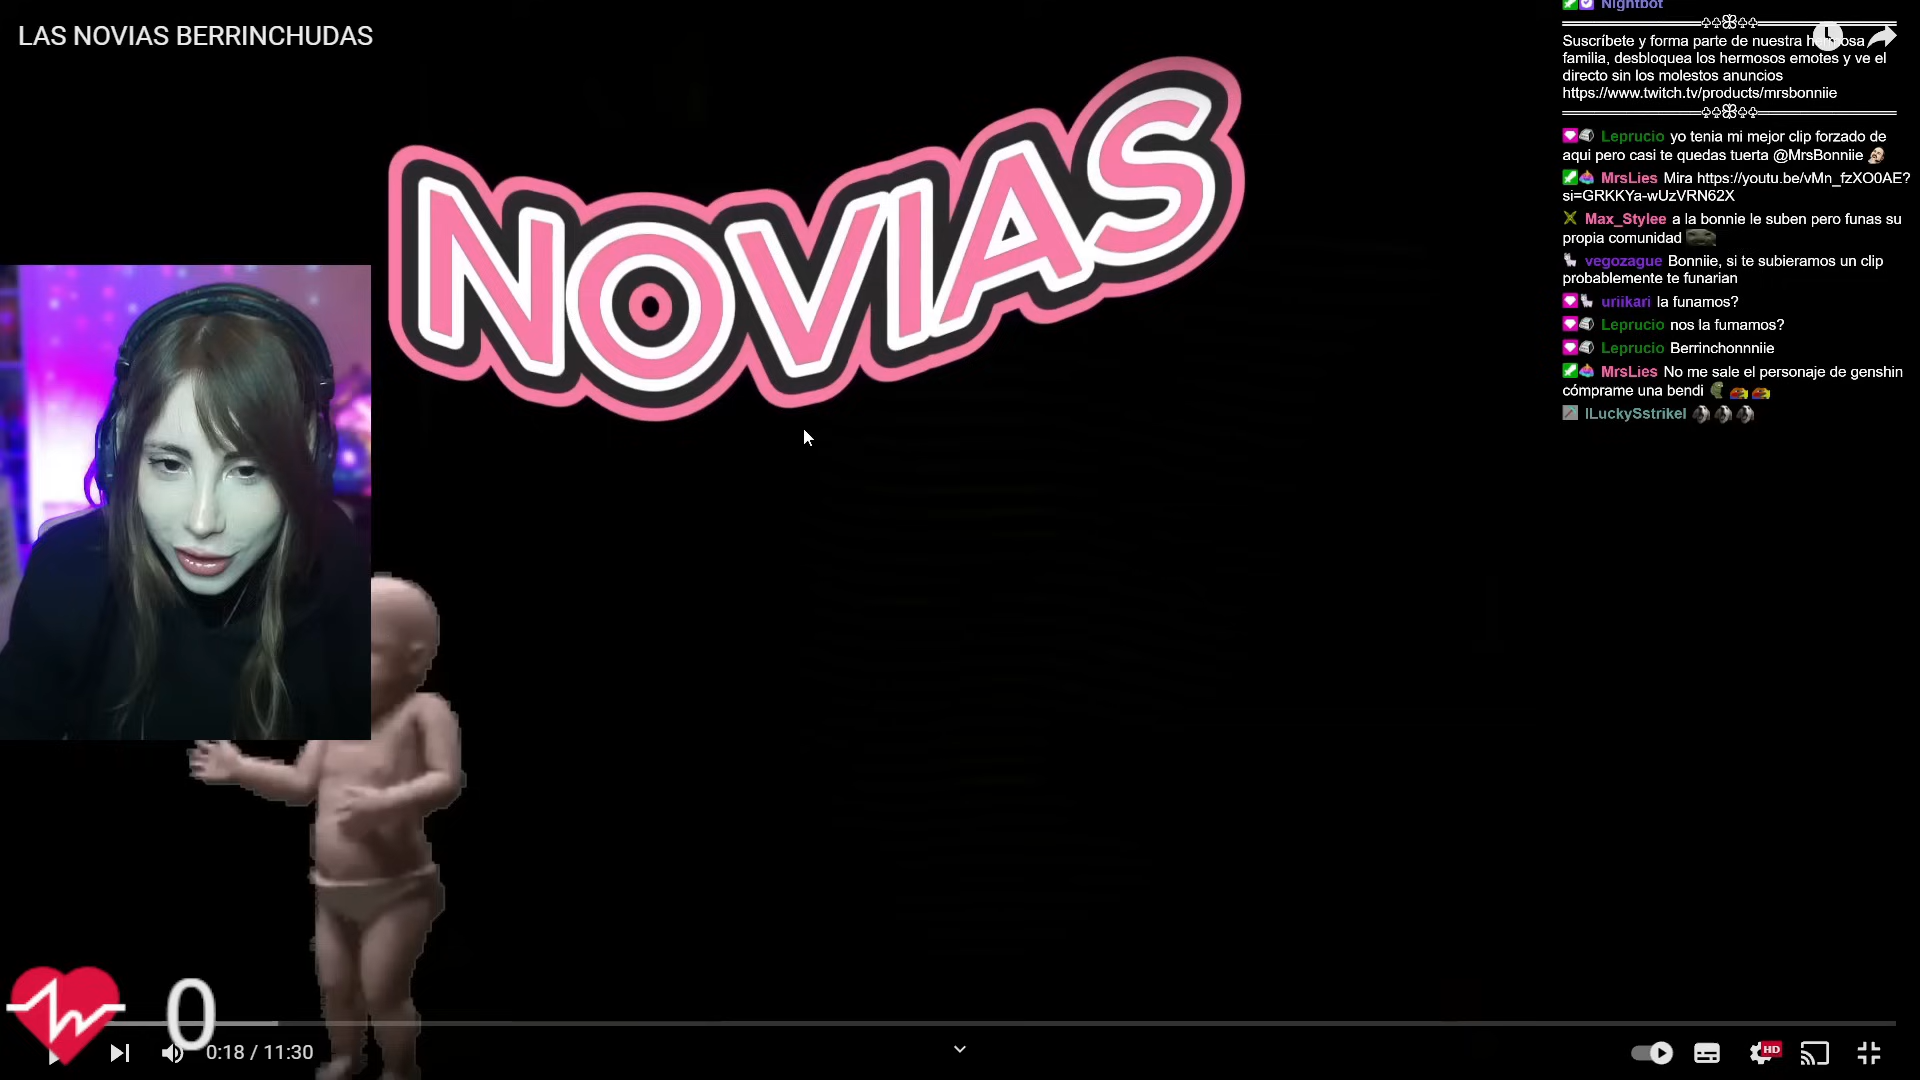 LAS NOVIAS BERRINCHUDAS
NOVIAS
Nightbot
Suscríbete y forma parte de nuestra
familia, desbloquea los hermosos emotes y ve el
directo sin los molestos anuncios
https://www.twitch.tv/products/mrsbonniie
Leprucio yo tenia mi mejor clip forzado de
aqui pero casi te quedas tuerta @MrsBonniie
MrsLies Mira https://youtu.be/vMn_fzXO0AE?
si=GRKKYa-wUzVRN62X
Max_Stylee a la bonnie le suben pero funas su
propia comunidad
vegozague Bonniie, si te subieramos un clip
probablemente te funarian
uriikari la funamos?
Leprucio nos la fumamos?
Leprucio Berrinchonnniie
MrsLies No me sale el personaje de genshin
cómprame una bendi
ILuckySstrikeI
0
0:18 / 11:30
HD